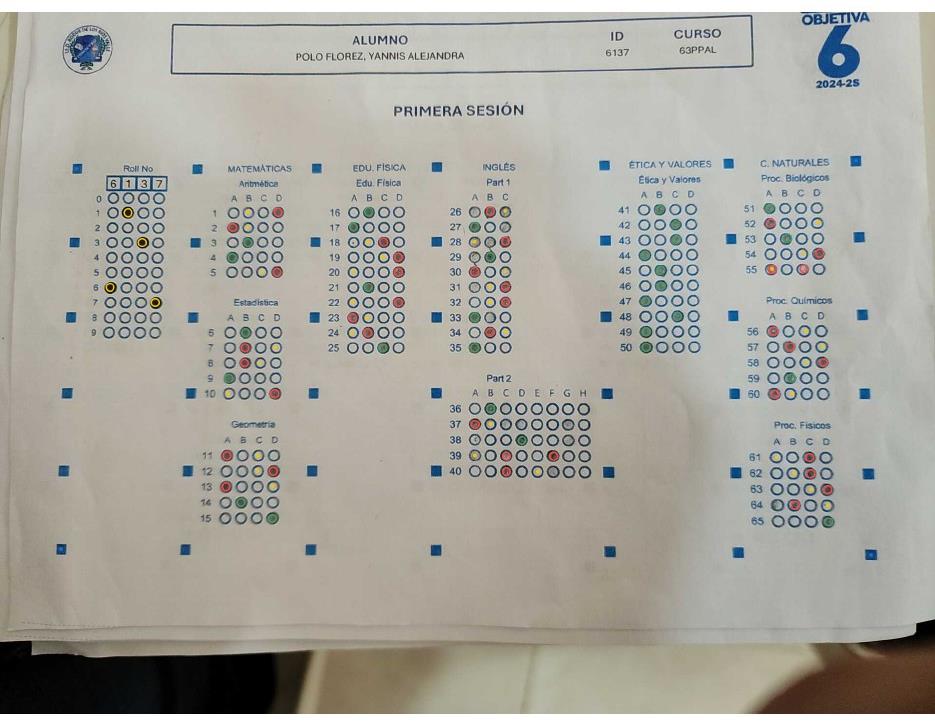 OBJETIVA
6
2024-2S
ALUMNO ID CURSO
POLO FLOREZ, YANNIS ALEJANDRA 6137 63PPAL
PRIMERA SESIÓN
Roll No
6 1 3 7
0
1
2
3
4
5
6
7
8
9
MATEMÁTICAS
Aritmética
A B C D
1
2
3
4
5
Estadística
A B C D
6
7
8
9
10
Geometría
A B C D
11
12
13
14
15
EDU. FÍSICA
Edu. Física
A B C D
16
17
18
19
20
21
22
23
24
25
INGLÉS
Part 1
A B C
26
27
28
29
30
31
32
33
34
35
Part 2
A B C D E F G H
36
37
38
39
40
ÉTICA Y VALORES
Ética y Valores
A B C D
41
42
43
44
45
46
47
48
49
50
C. NATURALES
Proc. Biológicos
A B C D
51
52
53
54
55
Proc. Químicos
A B C D
56
57
58
59
60
Proc. Físicos
A B C D
61
62
63
64
65